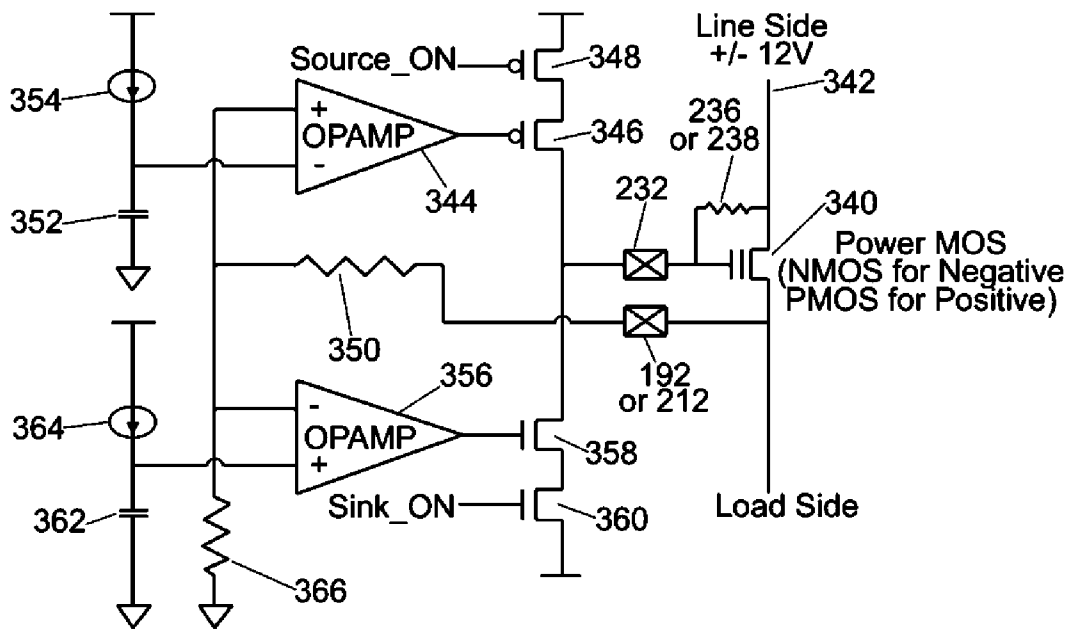 Line Side
+/- 12V
Source_ON
348
354
342
236
or 238
+
OPAMP
-
346
344
352
232
340
Power MOS
(NMOS for Negative
PMOS for Positive)
350
356
192
or 212
364
-
OPAMP
+
358
362
Sink_ON
360
Load Side
366